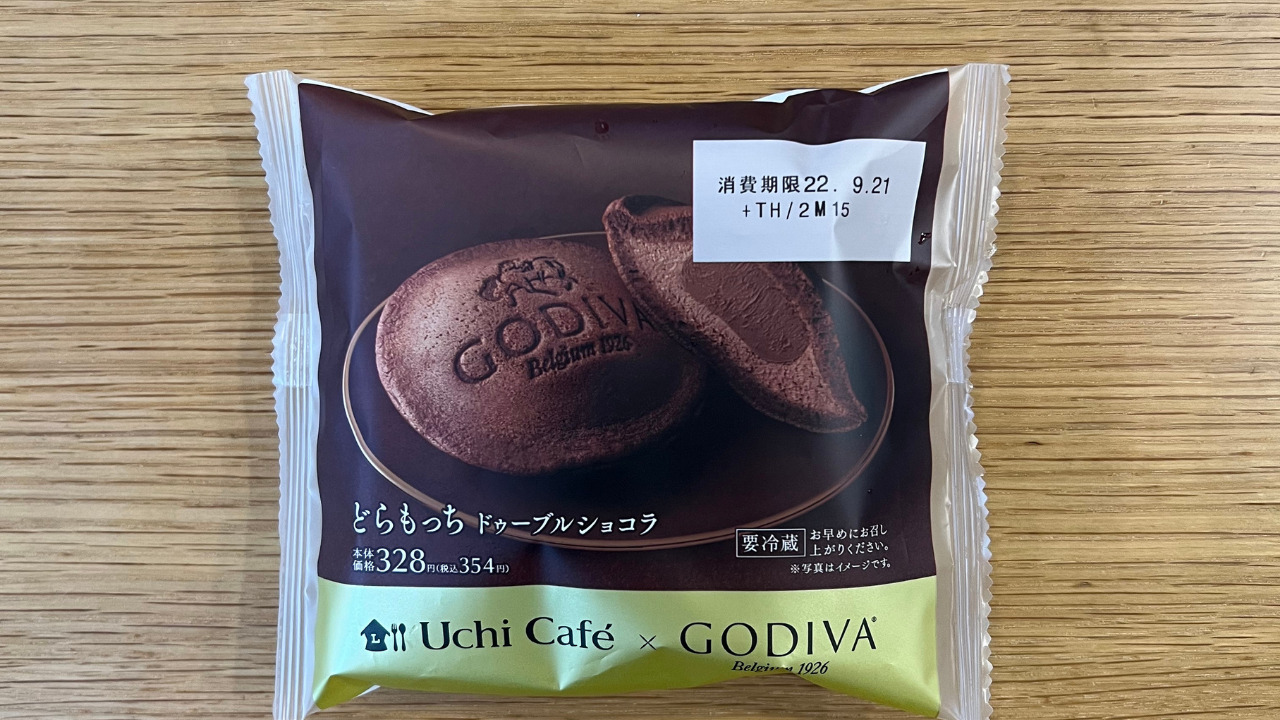 消費期限22. 9.21
+TH/2M15
GODIVA
Belgium 1926
どらもっち ドゥーブルショコラ
本体価格328円(税込354円)
要冷蔵
お早めにお召し
上がりください。
※写真はイメージです。
L Uchi Café × GODIVA®
Belgium 1926